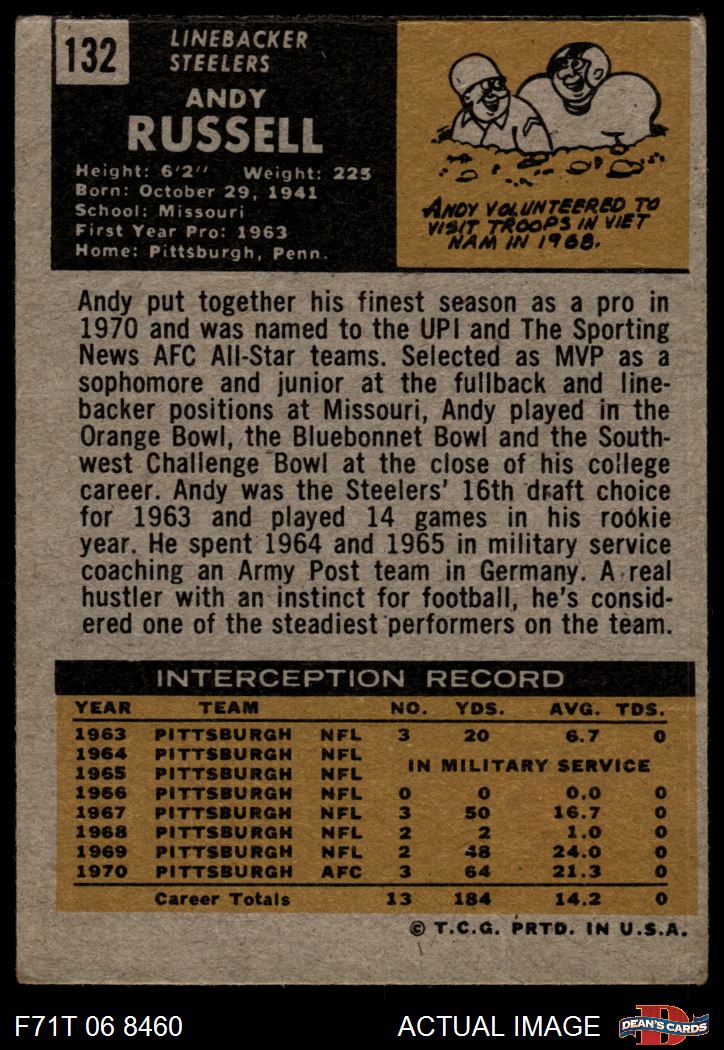 132
LINEBACKER
STEELERS
ANDY
RUSSELL
Height: 6'2" Weight: 225
Born: October 29, 1941
School: Missouri
First Year Pro: 1963
Home: Pittsburgh, Penn.
ANDY VOLUNTEERED TO
VISIT TROOPS IN VIET
NAM IN 1968.
Andy put together his finest season as a pro in
1970 and was named to the UPI and The Sporting
News AFC All-Star teams. Selected as MVP as a
sophomore and junior at the fullback and line-
backer positions at Missouri, Andy played in the
Orange Bowl, the Bluebonnet Bowl and the South-
west Challenge Bowl at the close of his college
career. Andy was the Steelers' 16th draft choice
for 1963 and played 14 games in his rookie
year. He spent 1964 and 1965 in military service
coaching an Army Post team in Germany. A real
hustler with an instinct for football, he's consid-
ered one of the steadiest performers on the team.
INTERCEPTION RECORD
YEAR TEAM NO. YDS. AVG. TDS.
1963 PITTSBURGH NFL 3 20 6.7 0
1964 PITTSBURGH NFL
IN MILITARY SERVICE
1965 PITTSBURGH NFL
1966 PITTSBURGH NFL 0 0 0.0 0
1967 PITTSBURGH NFL 3 50 16.7 0
1968 PITTSBURGH NFL 2 2 1.0 0
1969 PITTSBURGH NFL 2 48 24.0 0
1970 PITTSBURGH AFC 3 64 21.3 0
Career Totals 13 184 14.2 0
© T.C.G. PRTD. IN U.S.A.
F71T 06 8460 ACTUAL IMAGE
D
DEAN'S CARDS